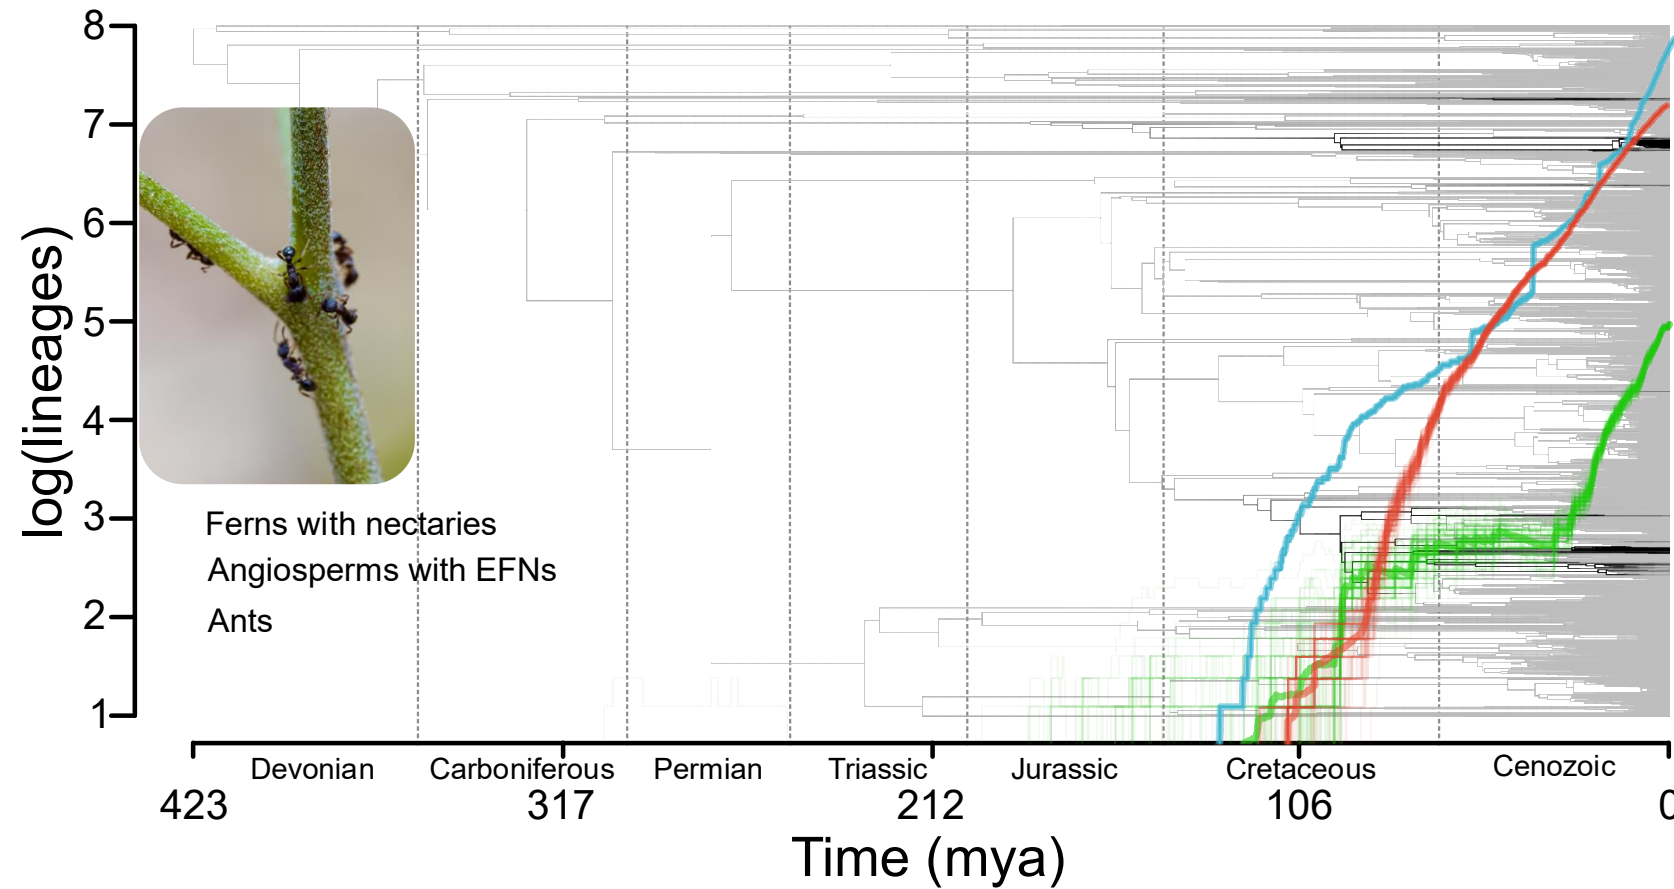 8
7
6
5
4
3
2
1
log(lineages)
Ferns with nectaries
Angiosperms with EFNs
Ants
Devonian Carboniferous Permian Triassic Jurassic Cretaceous Cenozoic
423 317 212 106 0
Time (mya)